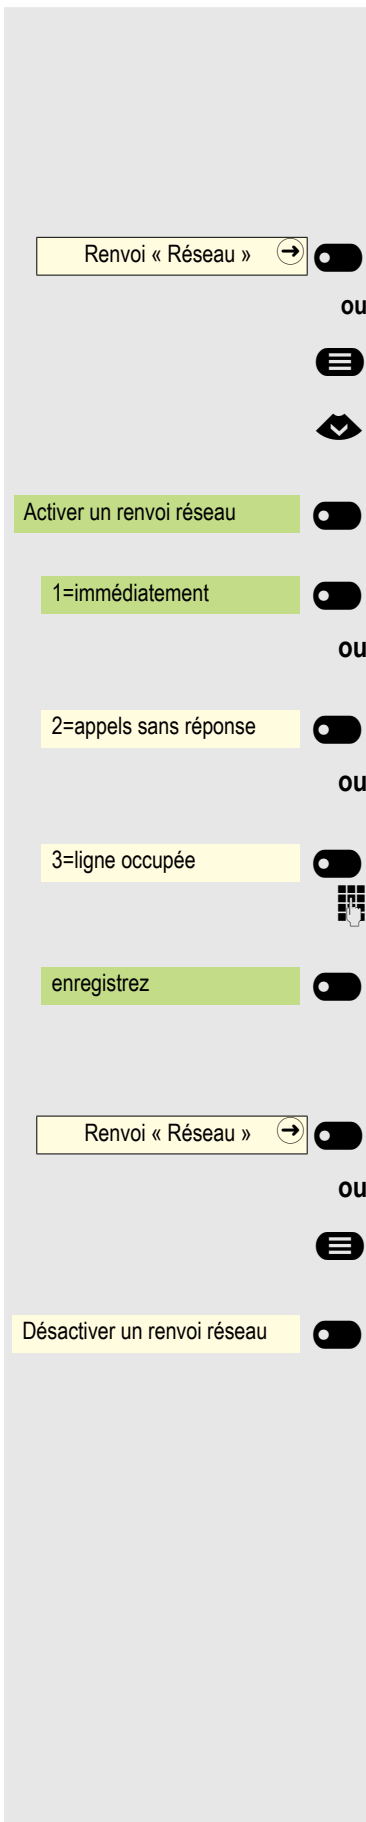 Renvoi « Réseau »
ou
Activer un renvoi réseau
1=immédiatement
ou
2=appels sans réponse
ou
3=ligne occupée
enregistrez
Renvoi « Réseau »
ou
Désactiver un renvoi réseau